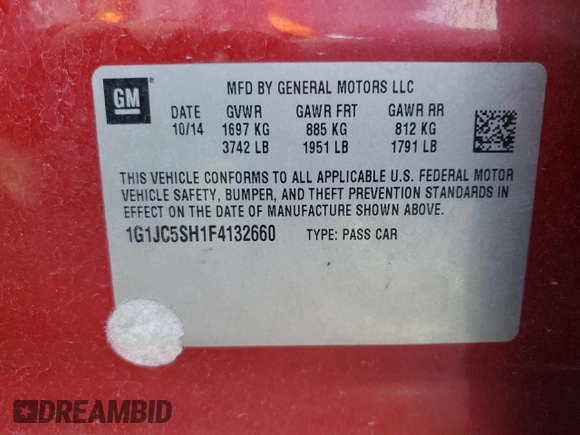 GM
MFD BY GENERAL MOTORS LLC
DATE GVWR GAWR FRT GAWR RR
10/14 1697 KG 885 KG 812 KG
3742 LB 1951 LB 1791 LB
THIS VEHICLE CONFORMS TO ALL APPLICABLE U.S. FEDERAL MOTOR
VEHICLE SAFETY, BUMPER, AND THEFT PREVENTION STANDARDS IN
EFFECT ON THE DATE OF MANUFACTURE SHOWN ABOVE.
1G1JC5SH1F4132660 TYPE: PASS CAR
DREAMBID